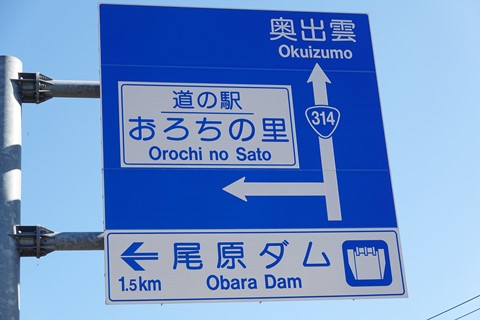 奥出雲
Okuizumo
314
道の駅
おろちの里
Orochi no Sato
尾原ダム
1.5km
Obara Dam